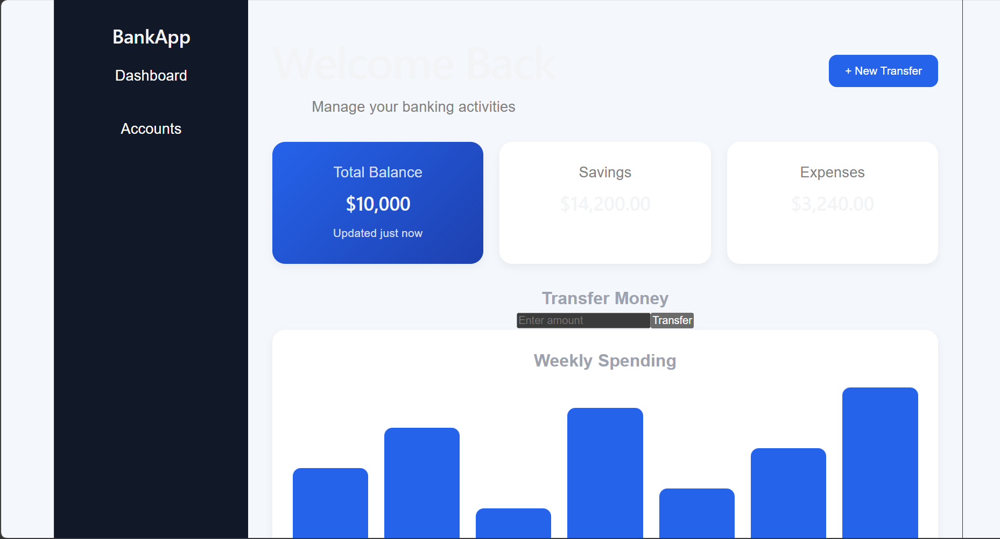 BankApp
Dashboard
Accounts
Welcome Back
+ New Transfer
Manage your banking activities
Total Balance
$10,000
Updated just now
Savings
$14,200.00
Expenses
$3,240.00
Transfer Money
Enter amount
Transfer
Weekly Spending